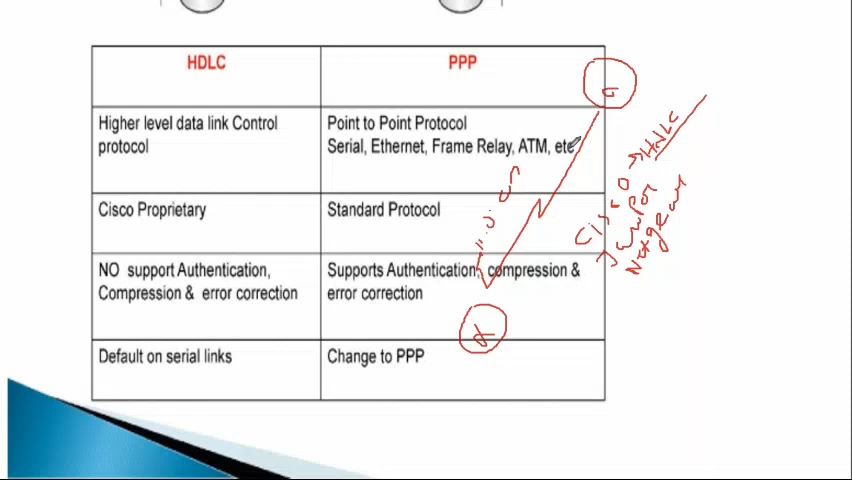 HDLC
PPP
Higher level data link Control
protocol
Point to Point Protocol
Serial, Ethernet, Frame Relay, ATM, etc
Cisco Proprietary
Standard Protocol
NO support Authentication,
Compression & error correction
Supports Authentication, compression &
error correction
Default on serial links
Change to PPP
Cisco → HDLC